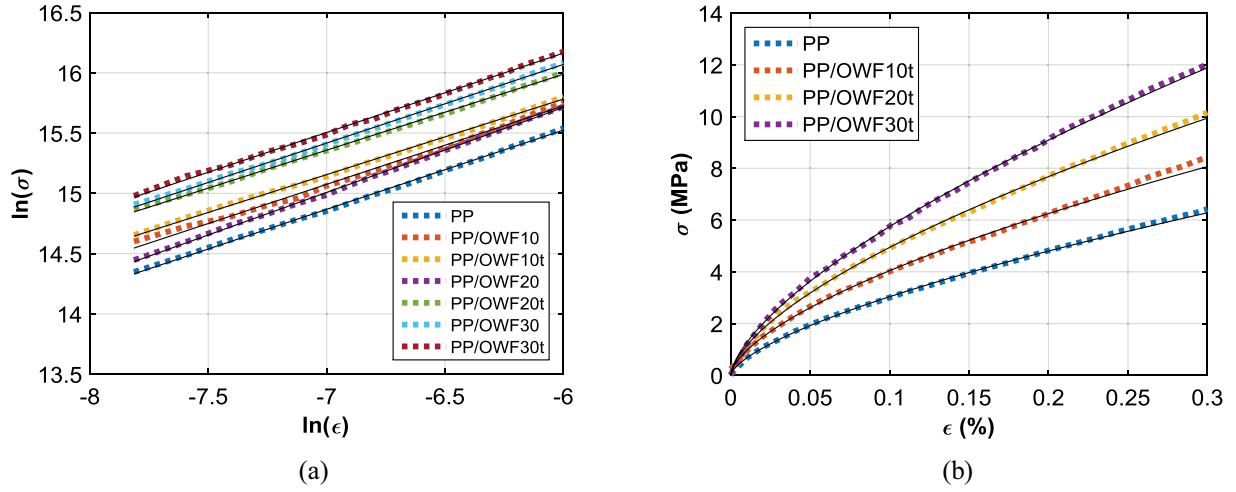 16.5
16
15.5
15
14.5
14
13.5
-8
-7.5
-7
-6.5
-6
ln(σ)
ln(ϵ)
PP
PP/OWF10
PP/OWF10t
PP/OWF20
PP/OWF20t
PP/OWF30
PP/OWF30t
(a)
14
12
10
8
6
4
2
0
0
0.05
0.1
0.15
0.2
0.25
0.3
σ (MPa)
ϵ (%)
PP
PP/OWF10t
PP/OWF20t
PP/OWF30t
(b)